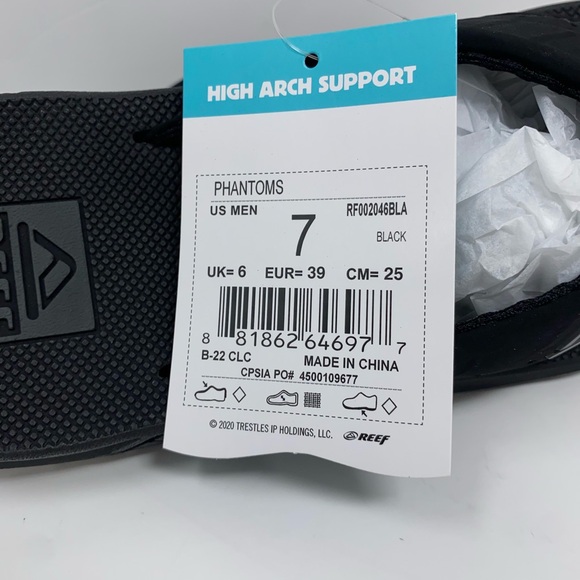 HIGH ARCH SUPPORT
PHANTOMS
US MEN 7 RF002046BLA
BLACK
UK= 6 EUR= 39 CM= 25
8 81862 64697 7
B-22 CLC MADE IN CHINA
CPSIA PO# 4500109677
© 2020 TRESTLES IP HOLDINGS, LLC. REEF